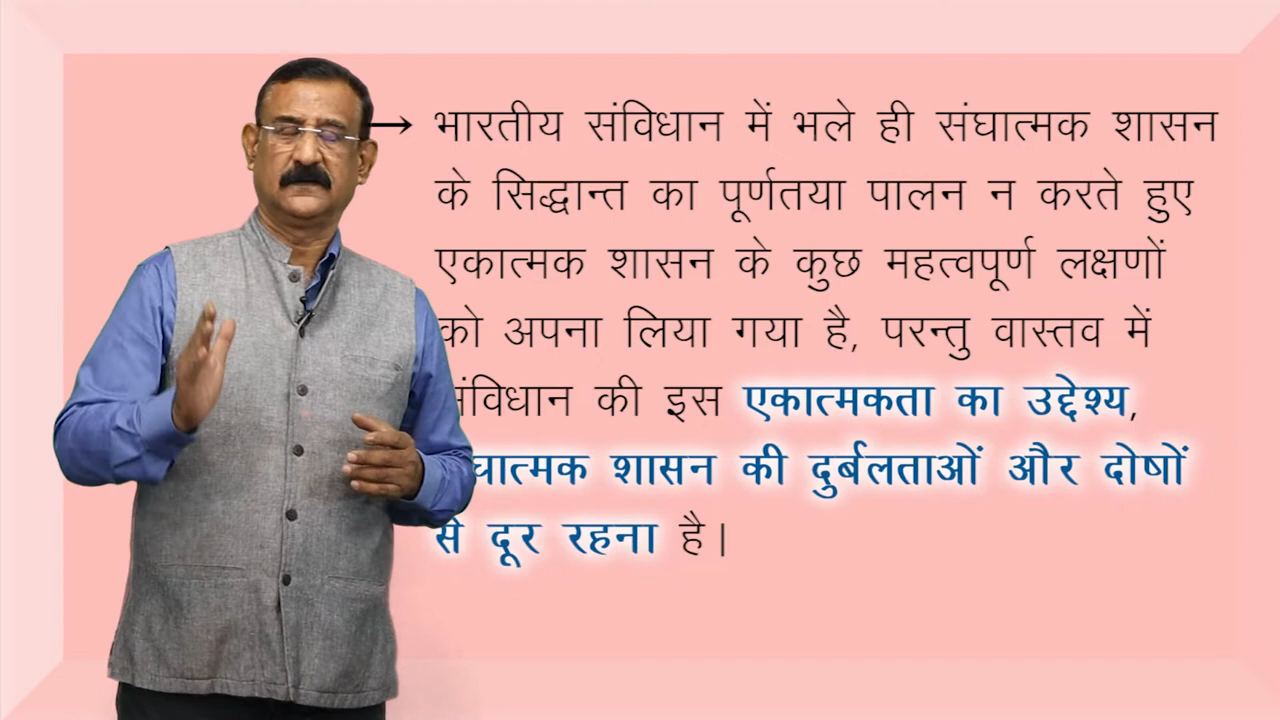 → भारतीय संविधान में भले ही संघात्मक शासन
के सिद्धान्त का पूर्णतया पालन न करते हुए
एकात्मक शासन के कुछ महत्वपूर्ण लक्षणों
को अपना लिया गया है, परन्तु वास्तव में
संविधान की इस एकात्मकता का उद्देश्य,
संघात्मक शासन की दुर्बलताओं और दोषों
से दूर रहना है।